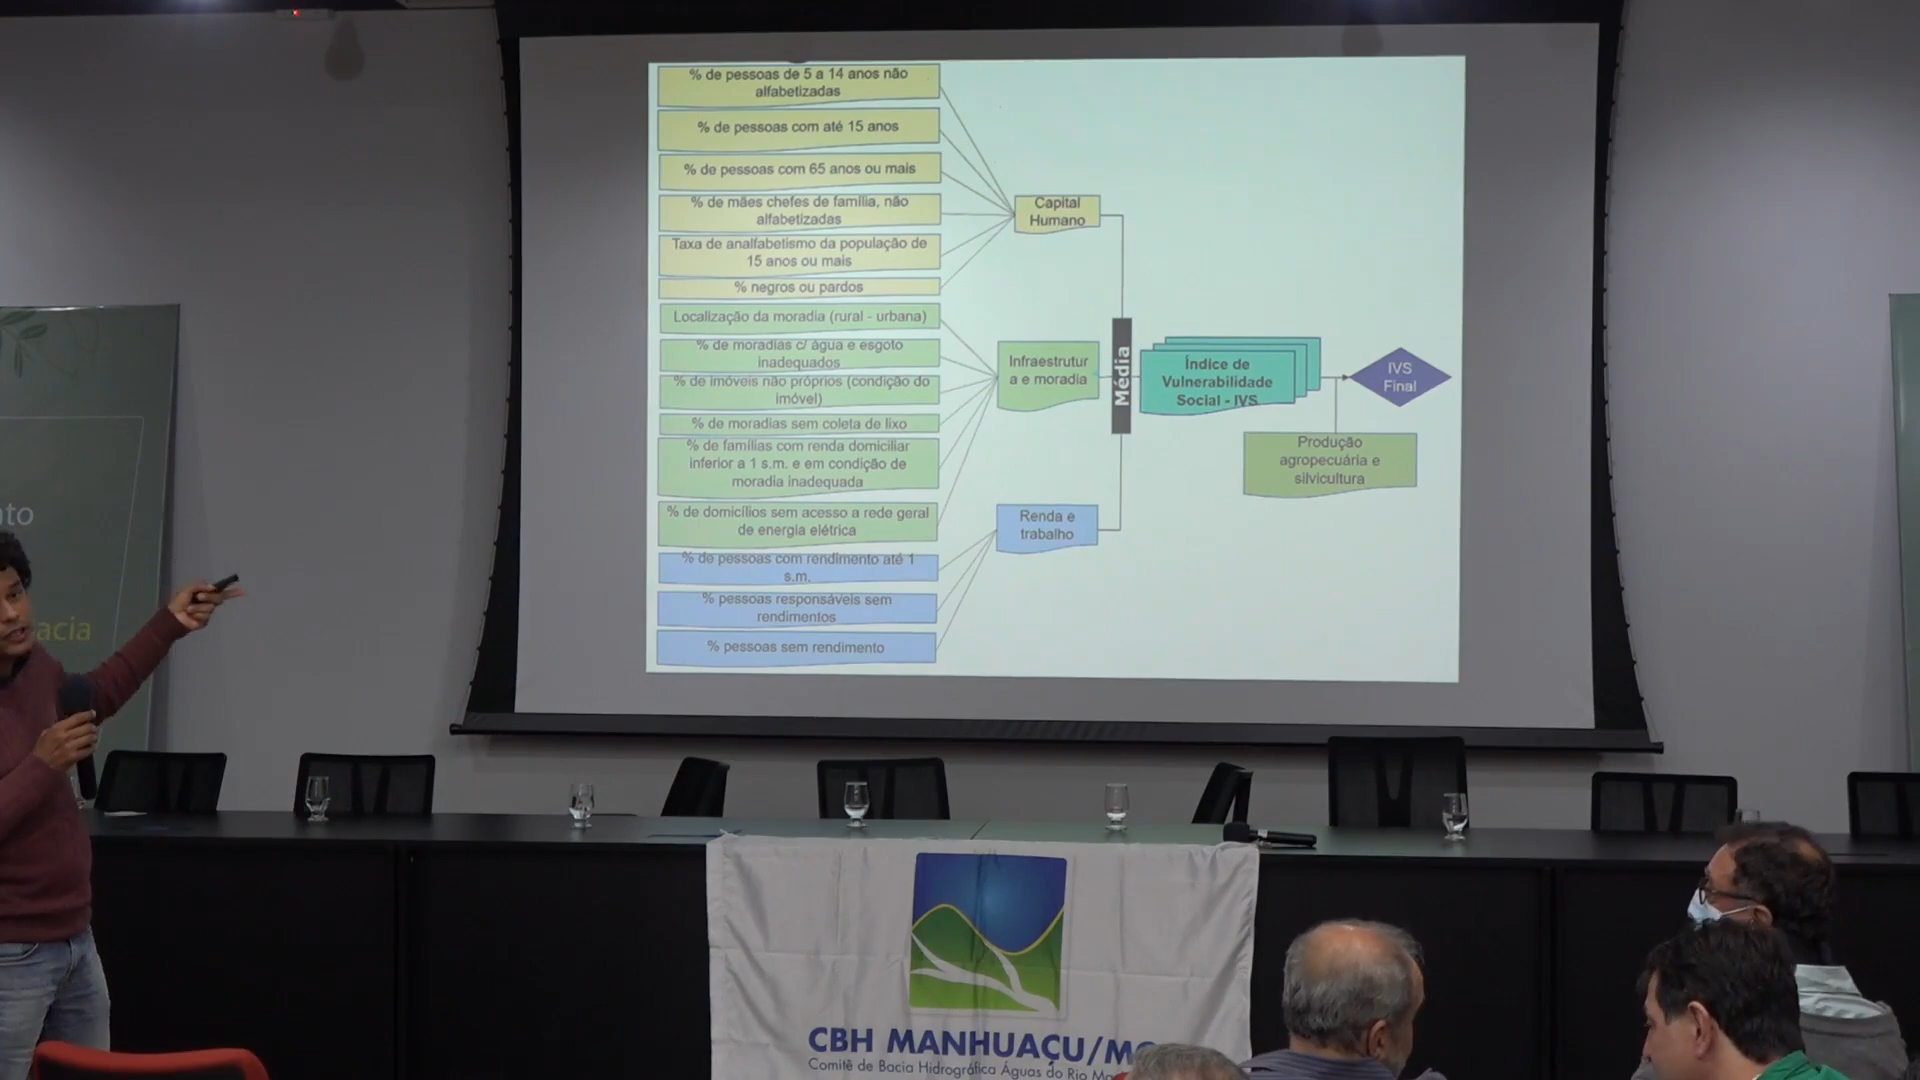 % de pessoas de 5 a 14 anos não
alfabetizadas
% de pessoas com até 15 anos
% de pessoas com 65 anos ou mais
% de mães chefes de família, não
alfabetizadas
Taxa de analfabetismo da população de
15 anos ou mais
% negros ou pardos
Localização da moradia (rural - urbana)
% de moradias c/ água e esgoto
inadequados
% de imóveis não próprios (condição do
imóvel)
% de moradias sem coleta de lixo
% de famílias com renda domiciliar
inferior a 1 s.m. e em condição de
moradia inadequada
% de domicílios sem acesso a rede geral
de energia elétrica
% de pessoas com rendimento até 1
s.m.
% pessoas responsáveis sem
rendimentos
% pessoas sem rendimento
Capital
Humano
Infraestrutur
a e moradia
Renda e
trabalho
Média
Índice de
Vulnerabilidade
Social - IVS
IVS
Final
Produção
agropecuária e
silvicultura
CBH MANHUAÇU/M
Comitê de Bacia Hidrográfica Águas do Rio